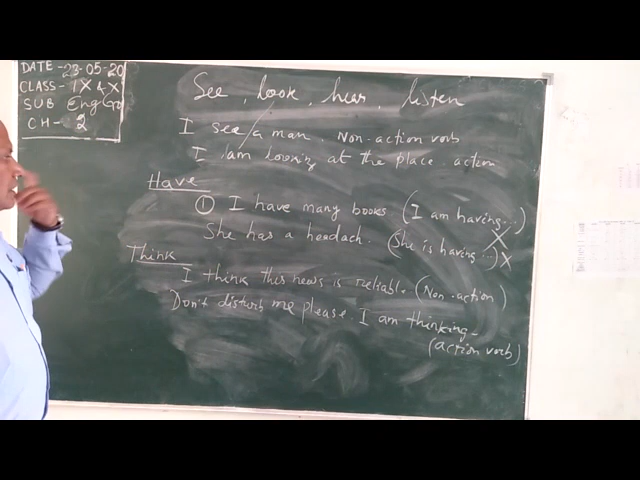 DATE - 23-05-20
CLASS - IX & X
SUB Eng Gr
CH - 2
See, look, hear, listen
I see a man. Non-action verb
I am looking at the place. action
Have
① I have many books (I am having...) X
She has a headach. (She is having...) X
Think
I think this news is reliable. (Non-action)
Don't disturb me please. I am thinking -
(action verb)